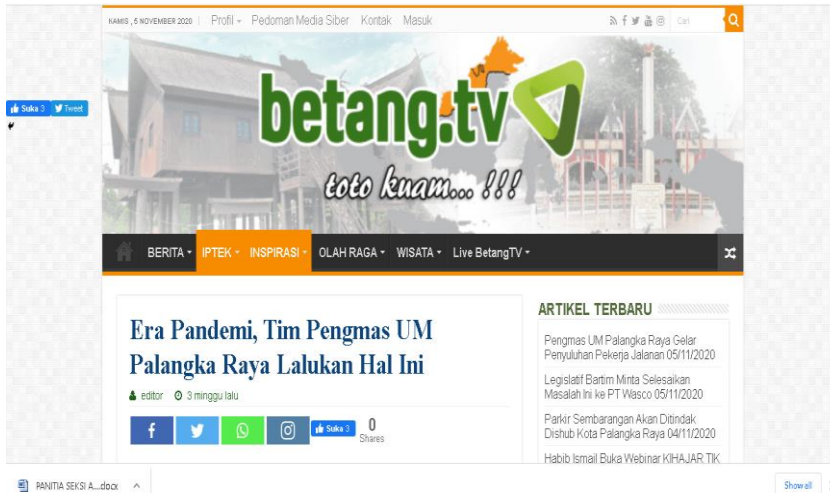 KAMIS , 5 NOVEMBER 2020 | Profil Pedoman Media Siber Kontak Masuk Cari
Suka 3 Tweet
betang.tv
toto kuam... !!!
BERITA IPTEK INSPIRASI OLAH RAGA WISATA Live BetangTV
Era Pandemi, Tim Pengmas UM
Palangka Raya Lalukan Hal Ini
editor 3 minggu lalu
Suka 3 0
Shares
ARTIKEL TERBARU
Pengmas UM Palangka Raya Gelar
Penyuluhan Pekerja Jalanan 05/11/2020
Legislatif Bartim Minta Selesaikan
Masalah Ini ke PT Wasco 05/11/2020
Parkir Sembarangan Akan Ditindak
Dishub Kota Palangka Raya 04/11/2020
Habib Ismail Buka Webinar KIHAJAR TIK
PANITIA SEKSI A....docx
Show all